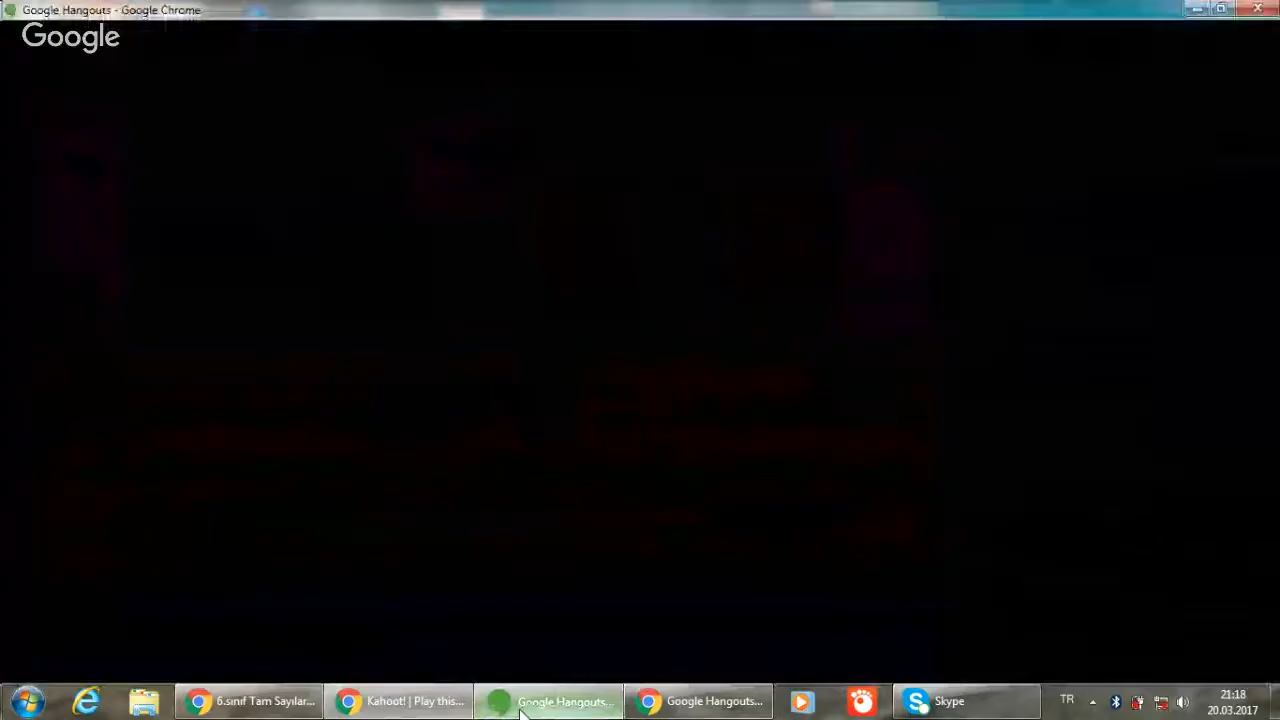 Google Hangouts - Google Chrome
Google
6.sınıf Tam Sayılar...
Kahoot! | Play this...
Google Hangouts...
Google Hangouts...
Skype
TR
21:18
20.03.2017